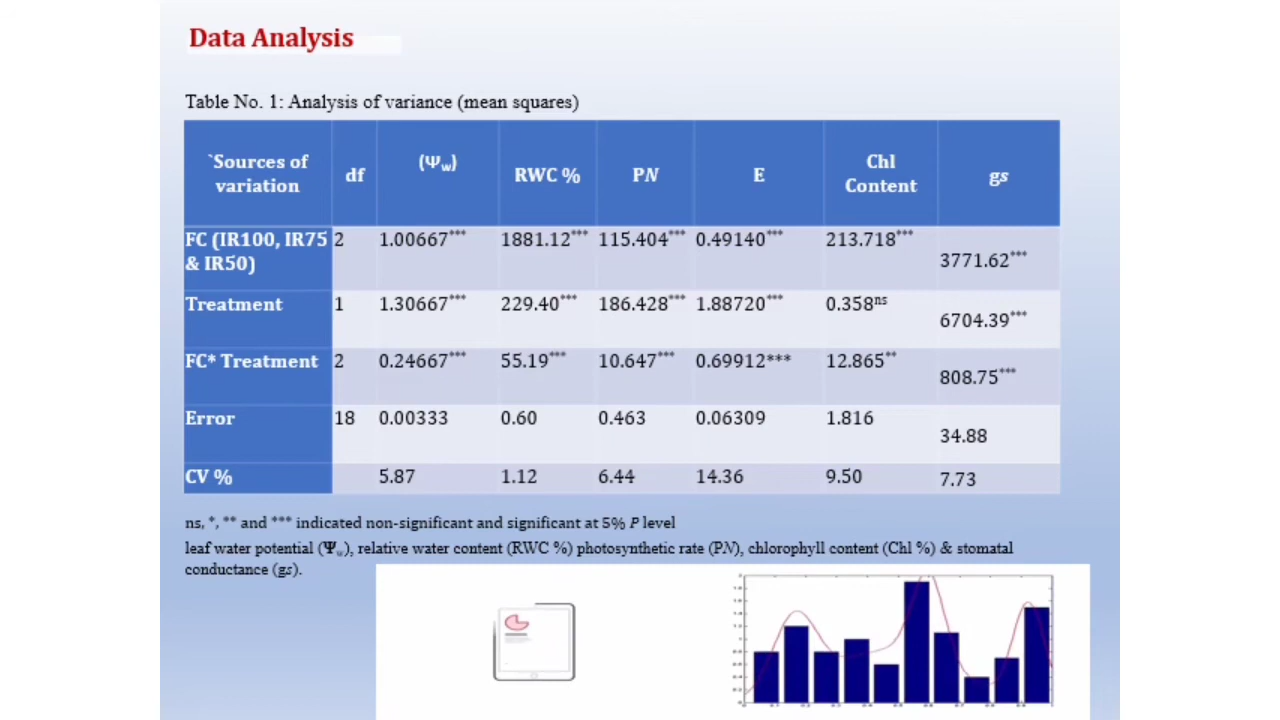 Data Analysis
Table No. 1: Analysis of variance (mean squares)
`Sources of variation df (Ψw) RWC % PN E Chl Content gs
FC (IR100, IR75 & IR50) 2 1.00667*** 1881.12*** 115.404*** 0.49140*** 213.718*** 3771.62***
Treatment 1 1.30667*** 229.40*** 186.428*** 1.88720*** 0.358ns 6704.39***
FC* Treatment 2 0.24667*** 55.19*** 10.647*** 0.69912*** 12.865** 808.75***
Error 18 0.00333 0.60 0.463 0.06309 1.816 34.88
CV % 5.87 1.12 6.44 14.36 9.50 7.73
ns, *, ** and *** indicated non-significant and significant at 5% P level
leaf water potential (Ψw), relative water content (RWC %) photosynthetic rate (PN), chlorophyll content (Chl %) & stomatal
conductance (gs).